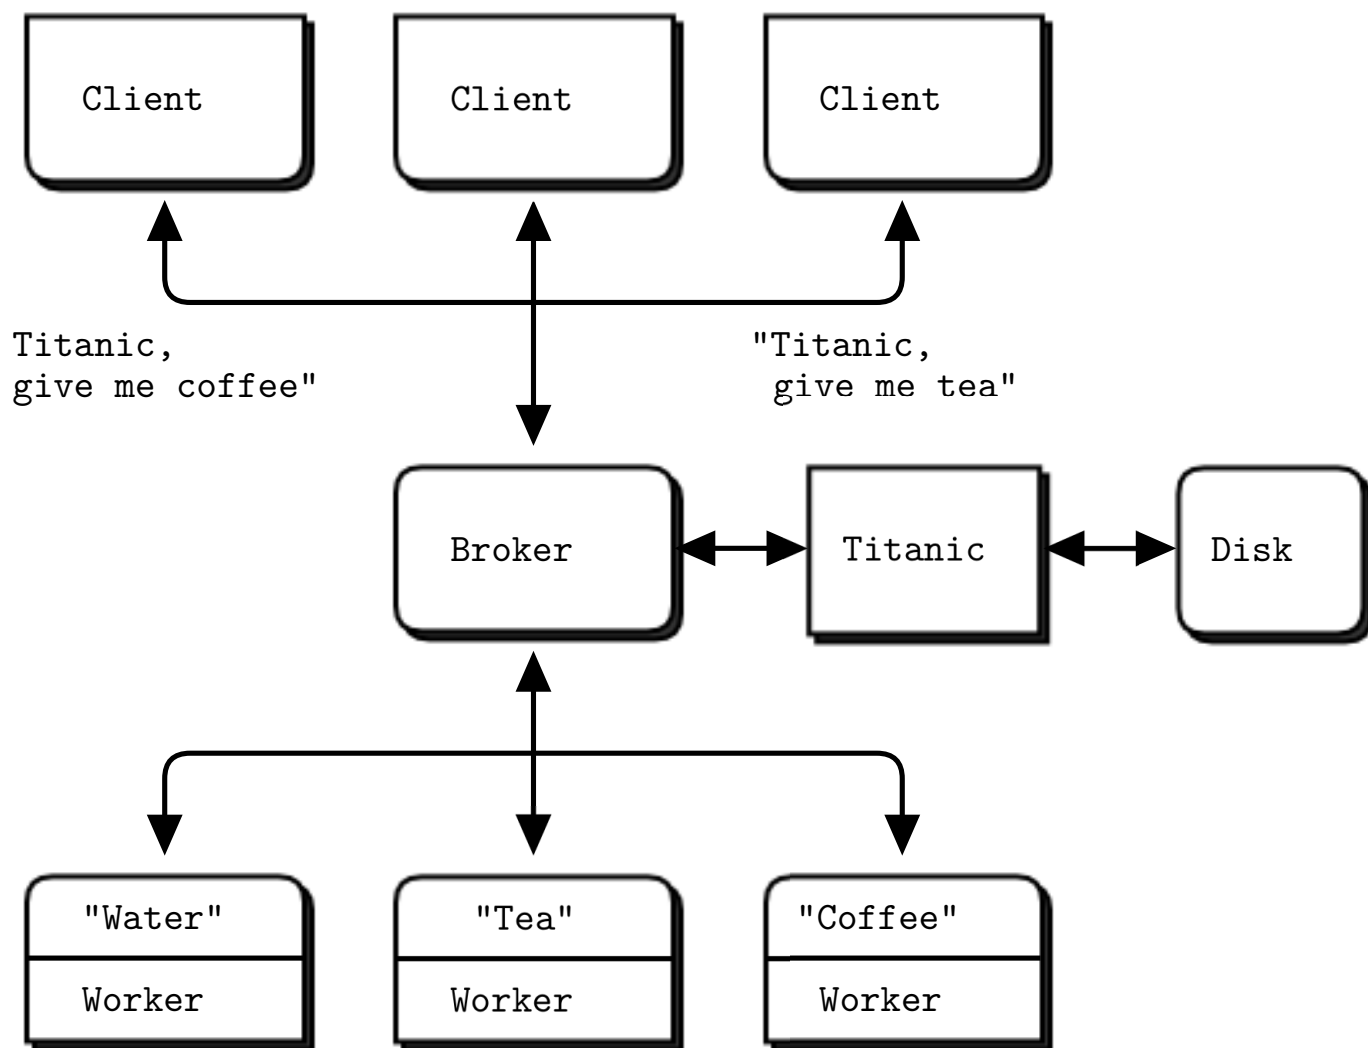 Client
Client
Client
Titanic,
give me coffee"
"Titanic,
give me tea"
Broker
Titanic
Disk
"Water"
"Tea"
"Coffee"
Worker
Worker
Worker